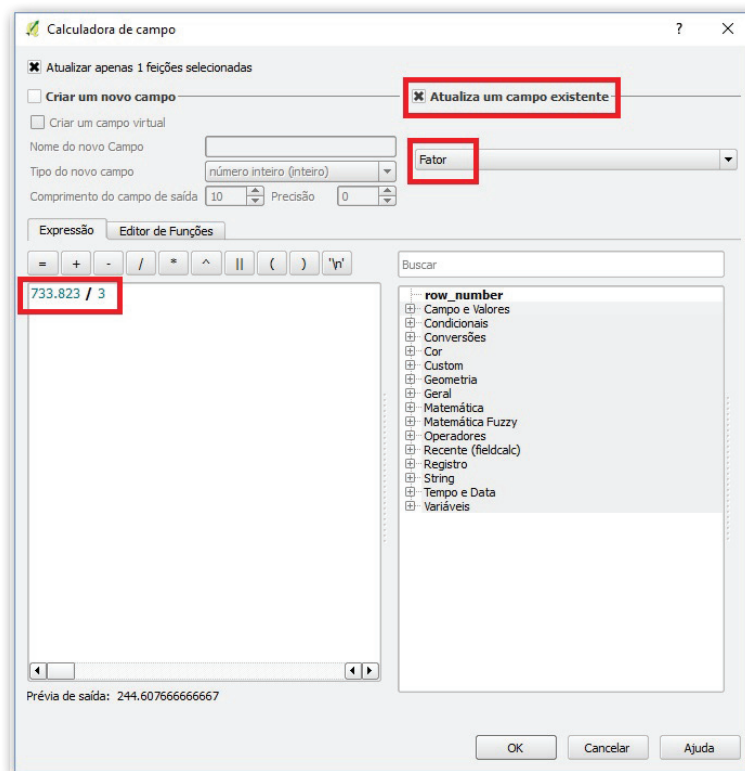 Calculadora de campo
?
Atualizar apenas 1 feições selecionadas
Criar um novo campo
Atualiza um campo existente
Criar um campo virtual
Nome do novo Campo
Fator
Tipo do novo campo
número inteiro (inteiro)
Comprimento do campo de saída
10
Precisão
0
Expressão
Editor de Funções
= + - / * ^ || ( ) '\n'
Buscar
733.823 / 3
row_number
Campo e Valores
Condicionais
Conversões
Cor
Custom
Geometria
Geral
Matemática
Matemática Fuzzy
Operadores
Recente (fieldcalc)
Registro
String
Tempo e Data
Variáveis
Prévia de saída: 244.607666666667
OK
Cancelar
Ajuda